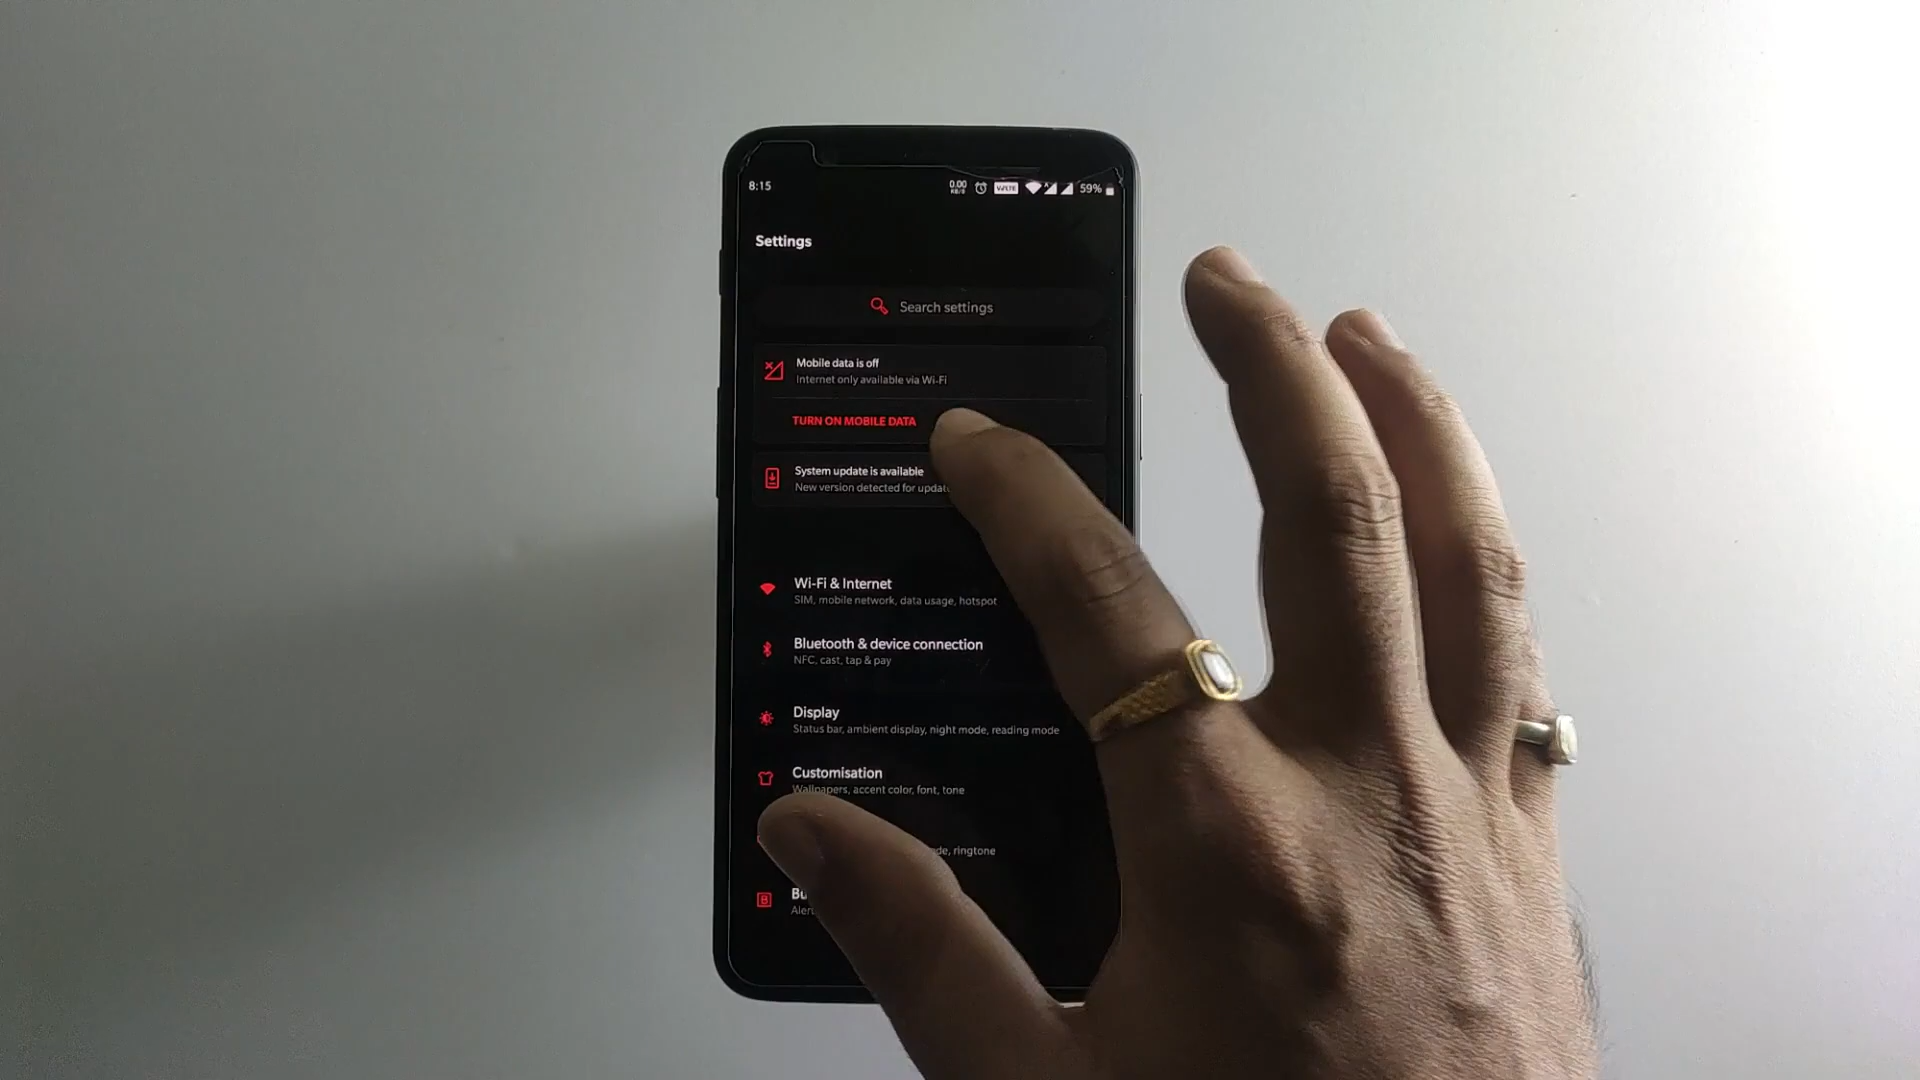 8:15
0.00 KB/S VoLTE 59%
Settings
Search settings
Mobile data is off
Internet only available via Wi-Fi
TURN ON MOBILE DATA
System update is available
New version detected for update
Wi-Fi & Internet
SIM, mobile network, data usage, hotspot
Bluetooth & device connection
NFC, cast, tap & pay
Display
Status bar, ambient display, night mode, reading mode
Customisation
Wallpapers, accent color, font, tone
ringtone